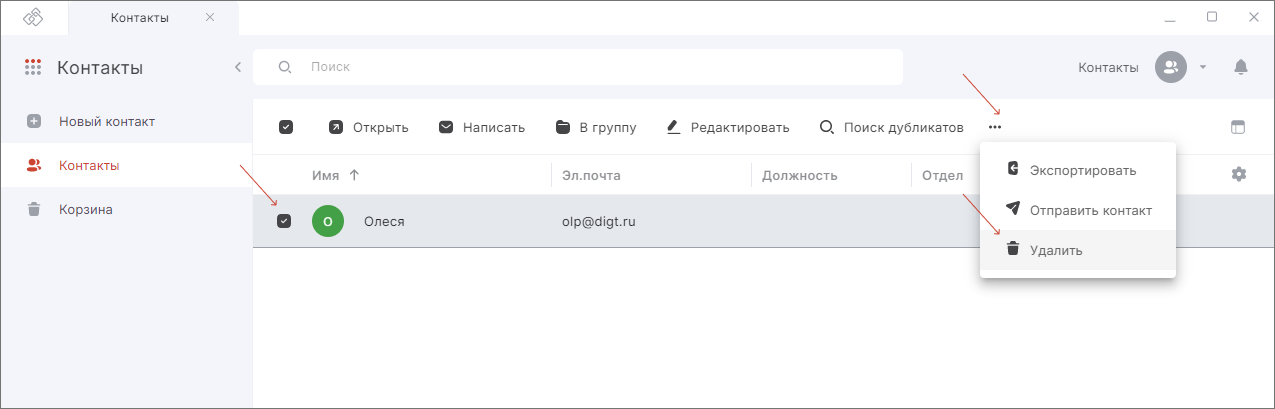 Контакты
Контакты
Поиск
Контакты
Новый контакт
Контакты
Корзина
Открыть Написать В группу Редактировать Поиск дубликатов
Имя Эл.почта Должность Отдел
О Олеся olp@digt.ru
Экспортировать
Отправить контакт
Удалить